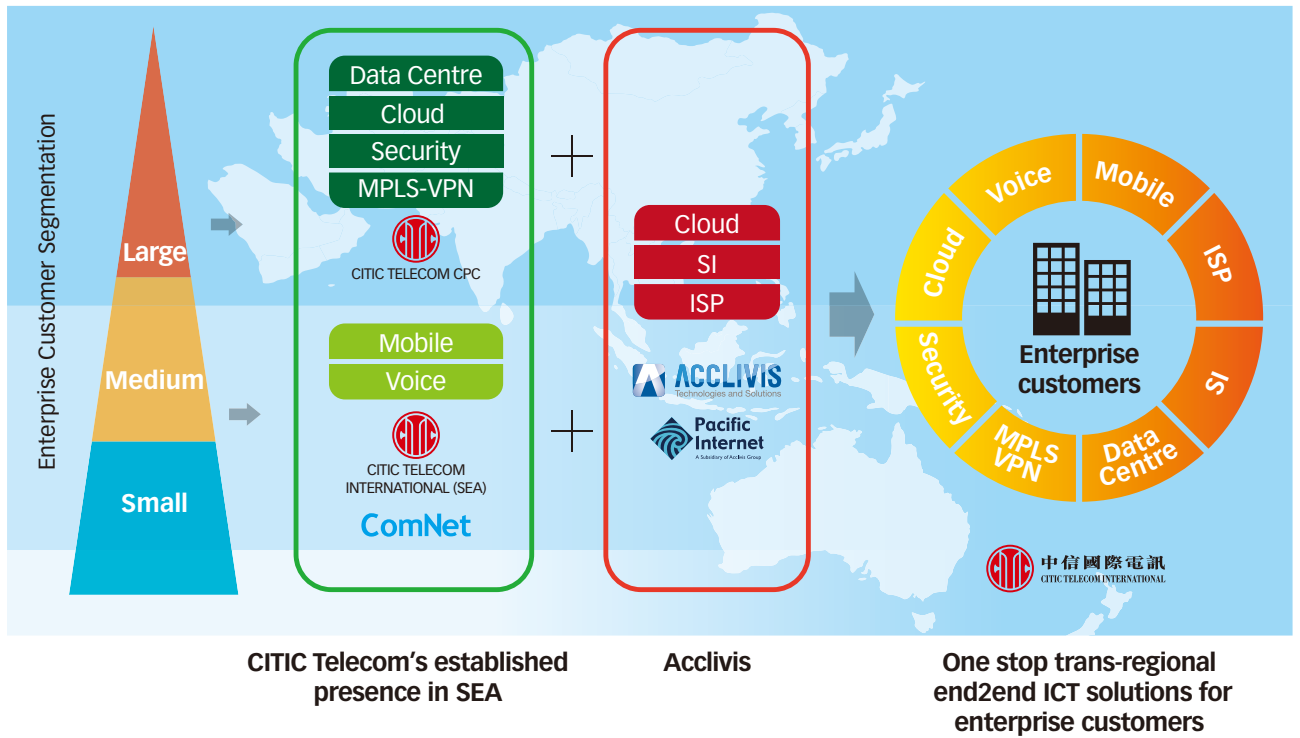 Enterprise Customer Segmentation
Large
Medium
Small
Data Centre
Cloud
Security
MPLS-VPN
CITIC
CITIC TELECOM CPC
Mobile
Voice
CITIC
CITIC TELECOM
INTERNATIONAL (SEA)
ComNet
Cloud
SI
ISP
ACCLIVIS
Technologies and Solutions
Pacific
Internet
A Subsidiary of Acclivis Group
Voice
Mobile
ISP
SI
Data
Centre
MPLS
VPN
Security
Cloud
Enterprise
customers
CITIC
中信國際電訊
CITIC TELECOM INTERNATIONAL
CITIC Telecom’s established
presence in SEA
Acclivis
One stop trans-regional
end2end ICT solutions for
enterprise customers